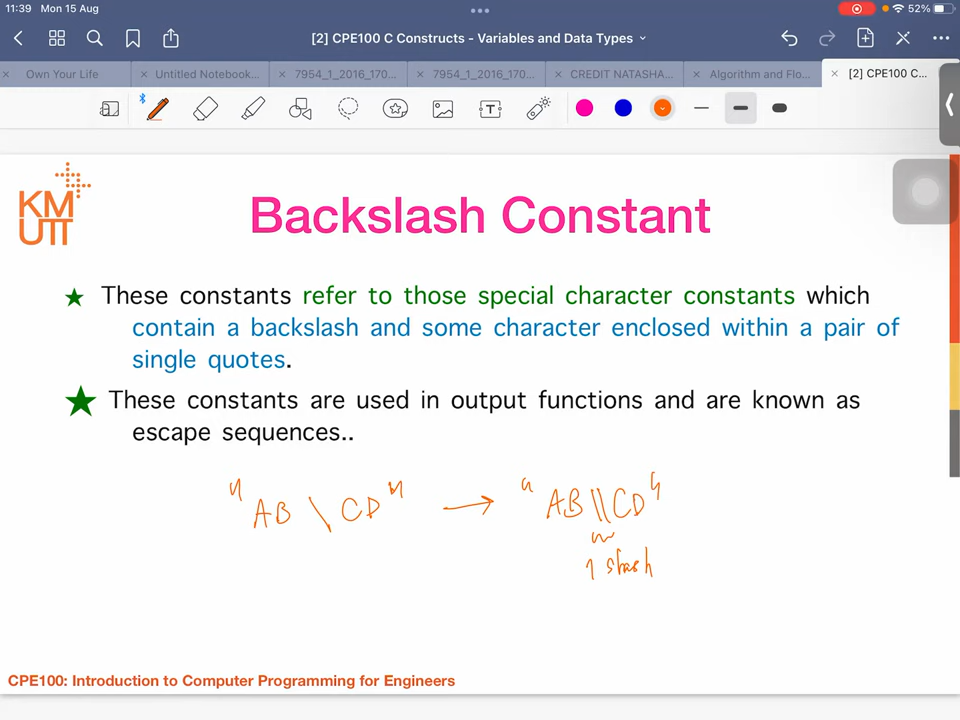 11:39 Mon 15 Aug
52%
[2] CPE100 C Constructs - Variables and Data Types
Own Your Life
Untitled Notebook...
7954_1_2016_170...
7954_1_2016_170...
CREDIT NATASHA...
Algorithm and Flo...
[2] CPE100 C...
KM
UTT
Backslash Constant
These constants refer to those special character constants which
contain a backslash and some character enclosed within a pair of
single quotes.
These constants are used in output functions and are known as
escape sequences..
"AB \ CD" → "AB\\CD"
1 slash
CPE100: Introduction to Computer Programming for Engineers